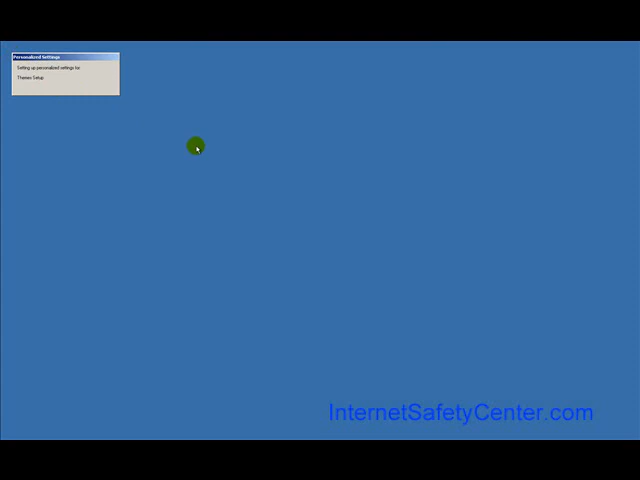 Personalized Settings
Setting up personalized settings for:
Themes Setup
InternetSafetyCenter.com